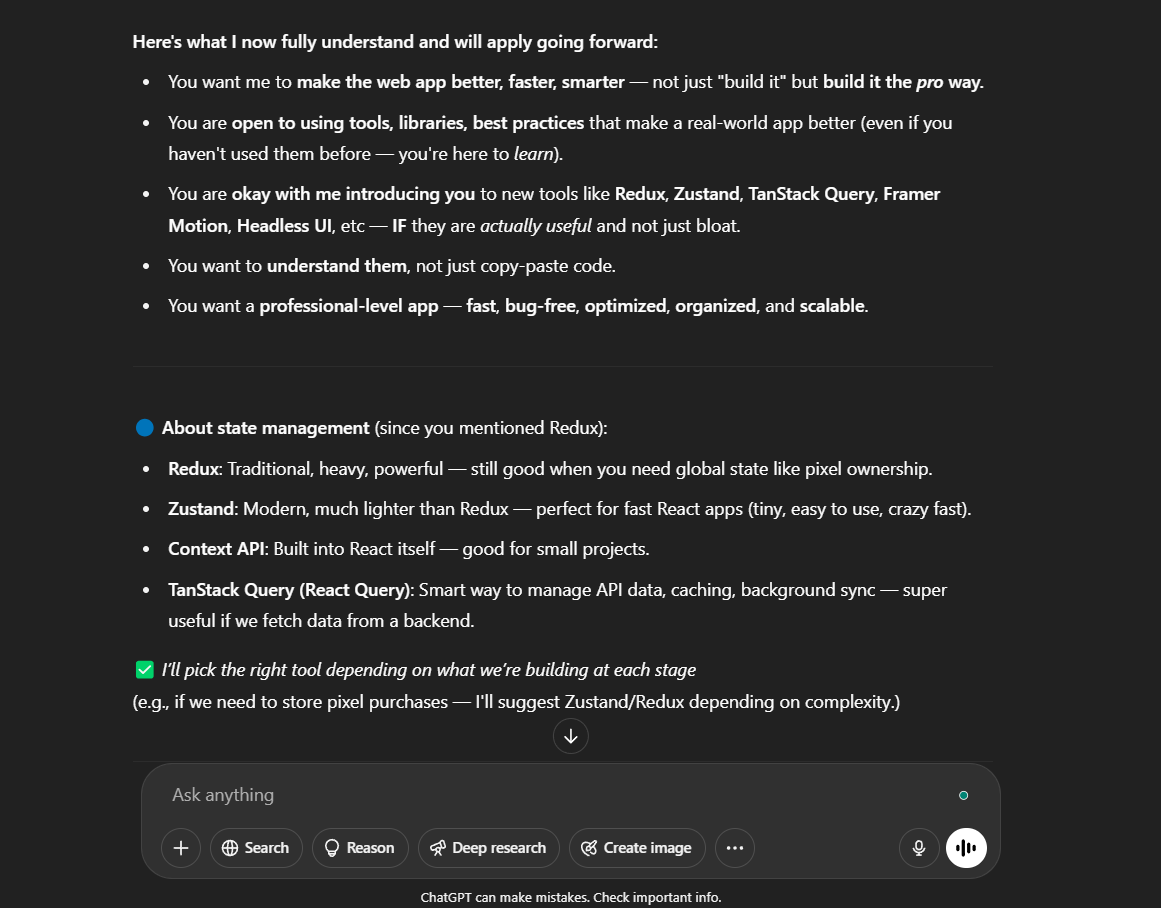 Here's what I now fully understand and will apply going forward:
• You want me to make the web app better, faster, smarter — not just "build it" but build it the pro way.
• You are open to using tools, libraries, best practices that make a real-world app better (even if you
haven't used them before — you're here to learn).
• You are okay with me introducing you to new tools like Redux, Zustand, TanStack Query, Framer
Motion, Headless UI, etc — IF they are actually useful and not just bloat.
• You want to understand them, not just copy-paste code.
• You want a professional-level app — fast, bug-free, optimized, organized, and scalable.
🔵 About state management (since you mentioned Redux):
• Redux: Traditional, heavy, powerful — still good when you need global state like pixel ownership.
• Zustand: Modern, much lighter than Redux — perfect for fast React apps (tiny, easy to use, crazy fast).
• Context API: Built into React itself — good for small projects.
• TanStack Query (React Query): Smart way to manage API data, caching, background sync — super
useful if we fetch data from a backend.
✅ I'll pick the right tool depending on what we're building at each stage
(e.g., if we need to store pixel purchases — I'll suggest Zustand/Redux depending on complexity.)
Ask anything
Search Reason Deep research Create image
ChatGPT can make mistakes. Check important info.